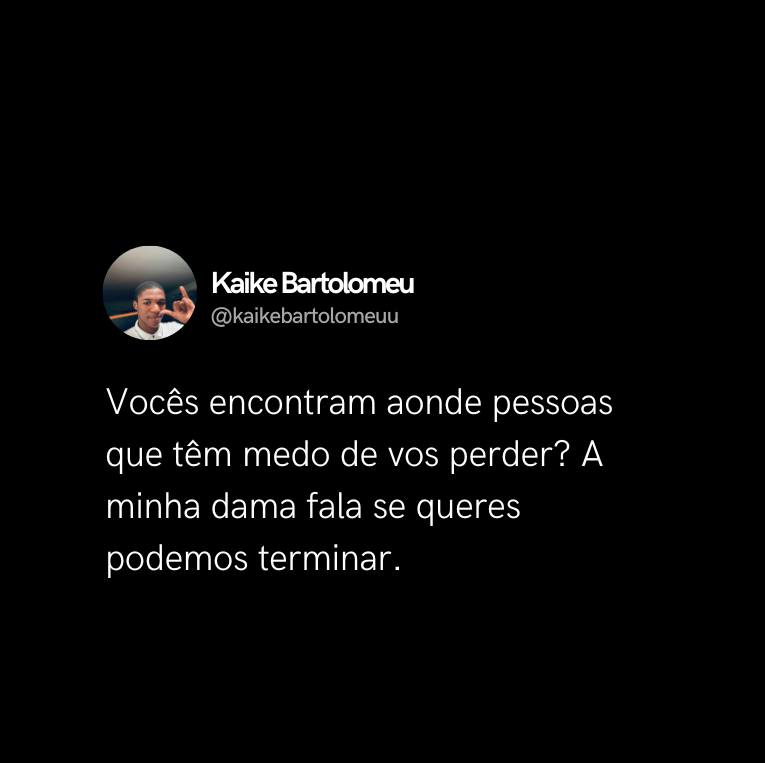 Kaike Bartolomeu
@kaikebartolomeuu
Vocês encontram aonde pessoas
que têm medo de vos perder? A
minha dama fala se queres
podemos terminar.